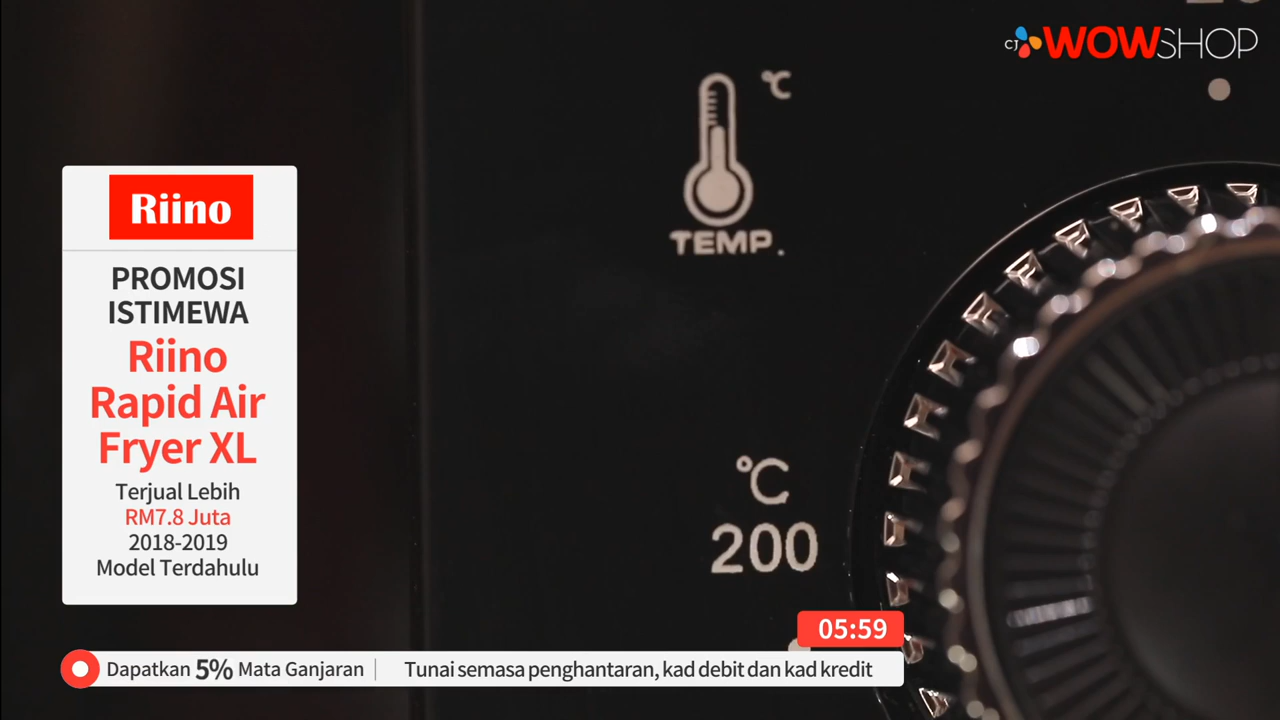 CJ WOWSHOP
°C
TEMP.
Riino
PROMOSI
ISTIMEWA
Riino
Rapid Air
Fryer XL
Terjual Lebih
RM7.8 Juta
2018-2019
Model Terdahulu
°C
200
05:59
Dapatkan 5% Mata Ganjaran | Tunai semasa penghantaran, kad debit dan kad kredit